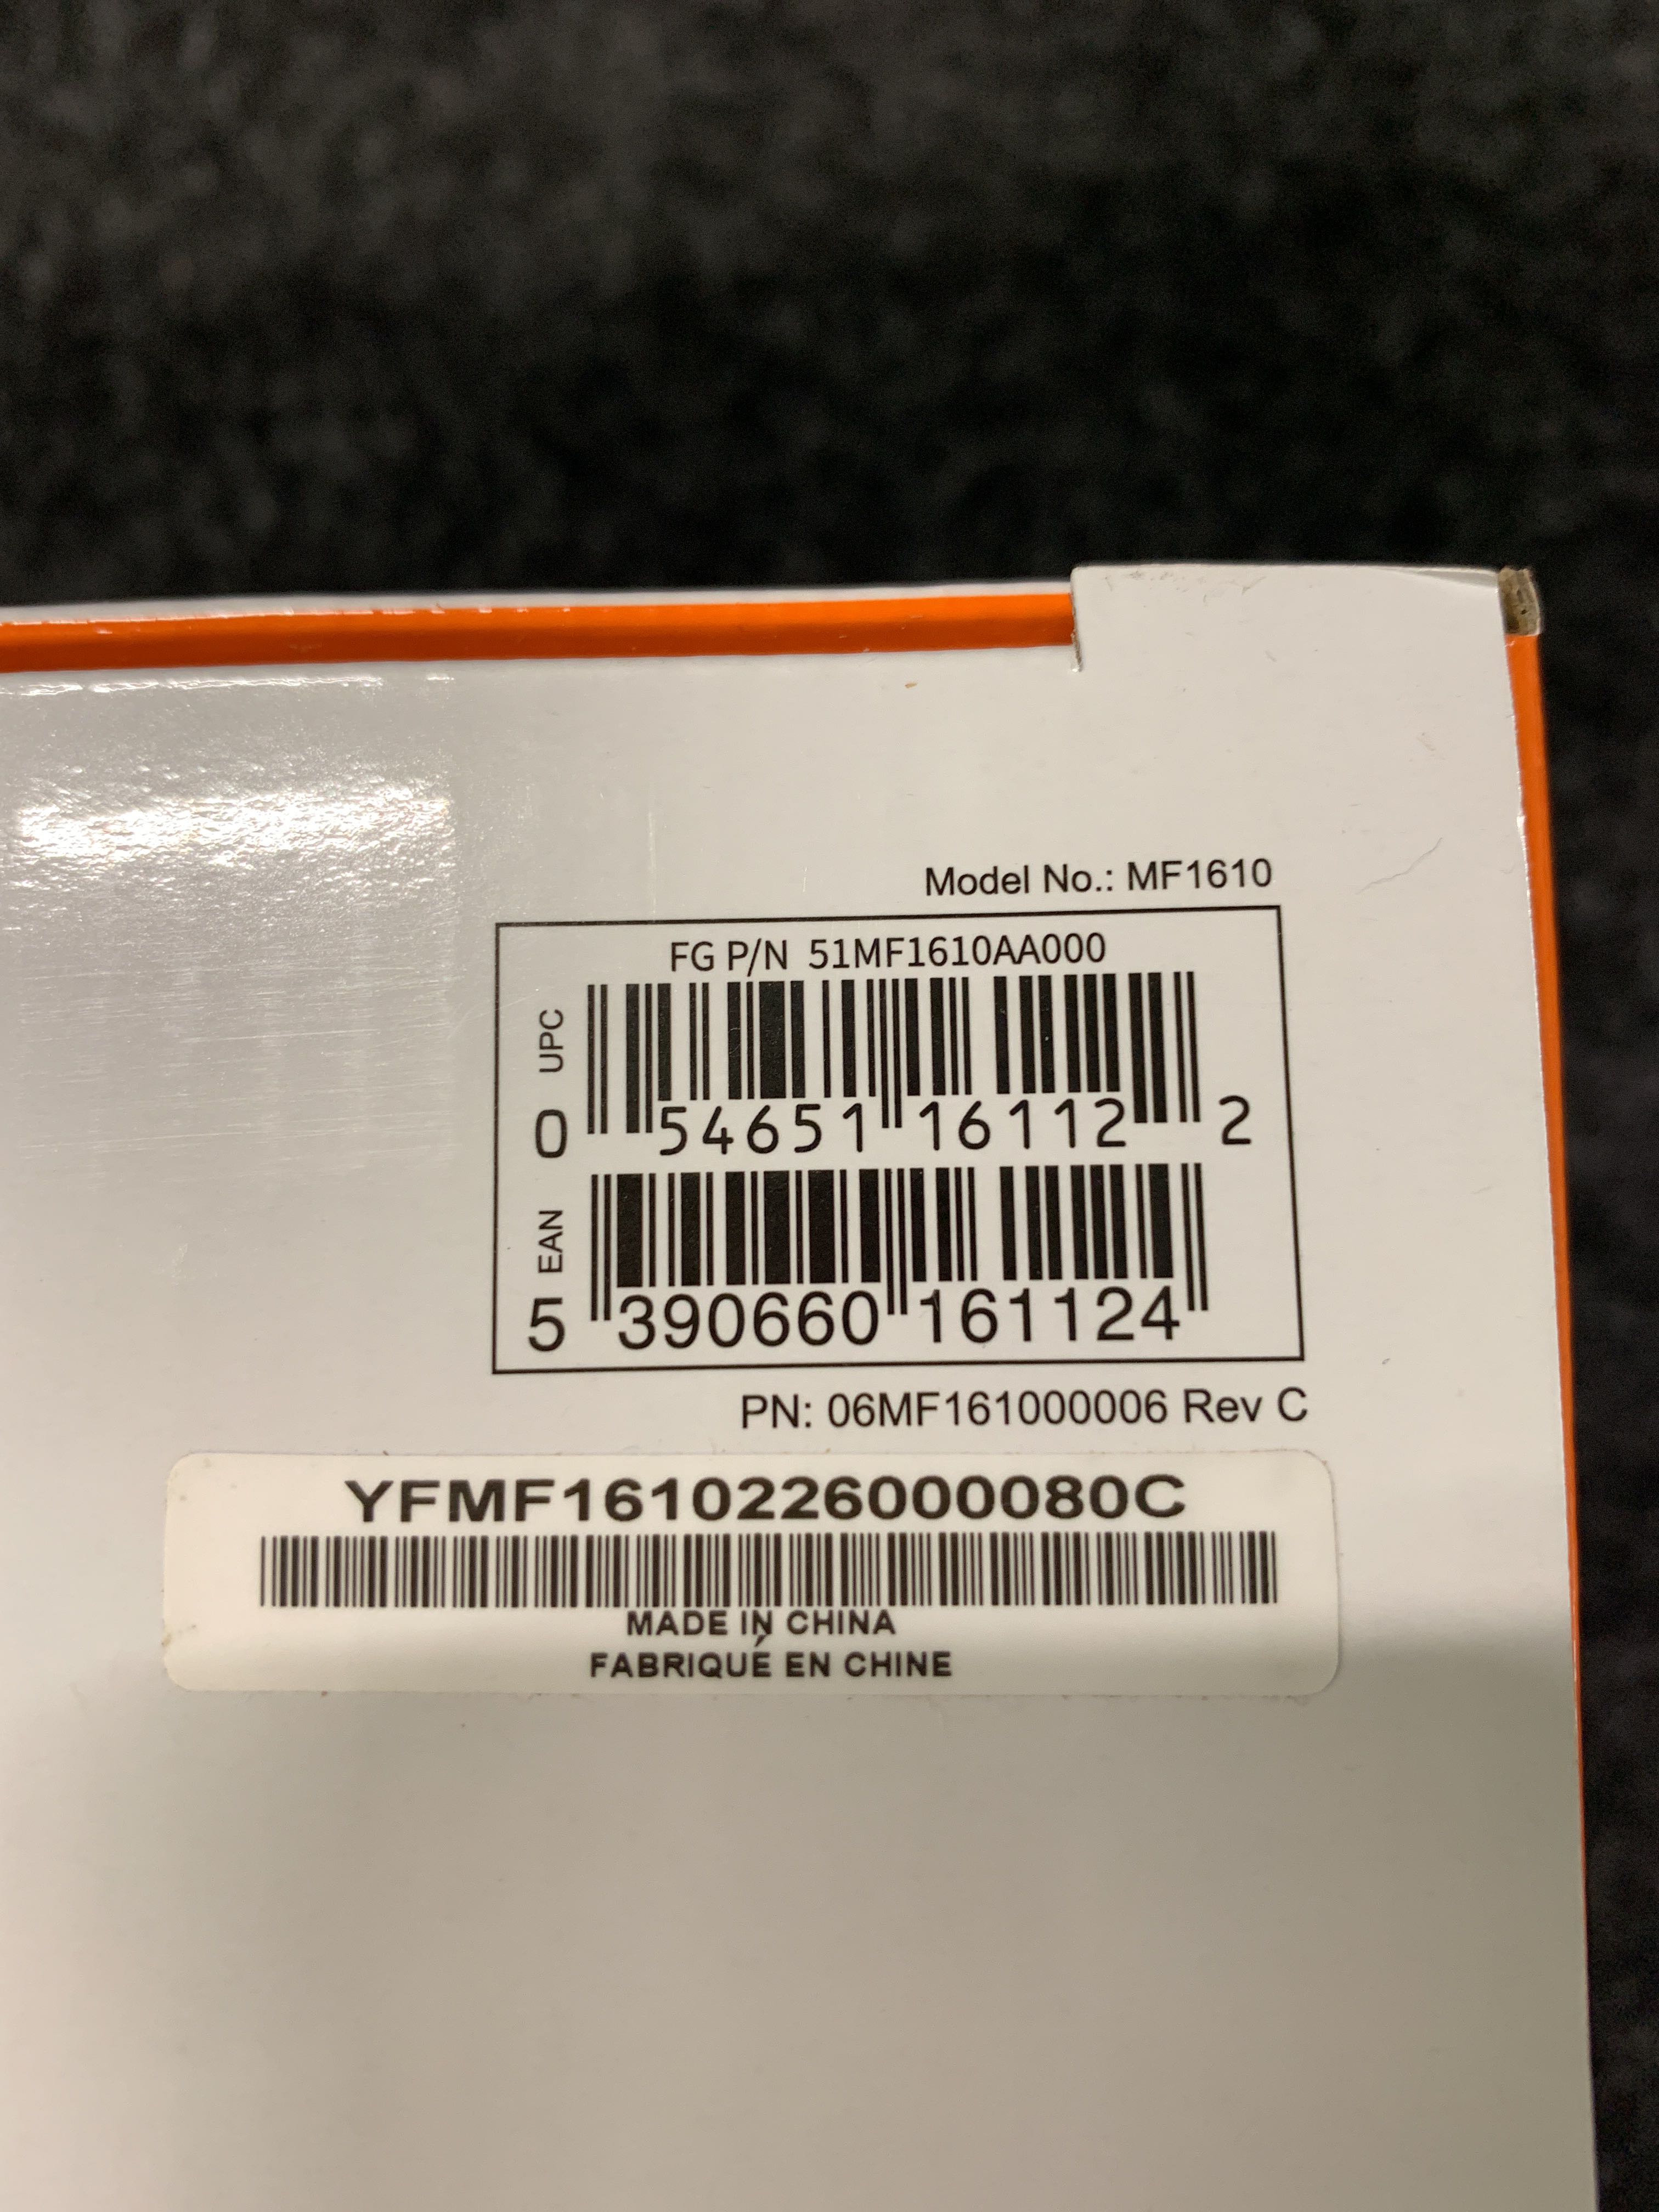 Model No.: MF1610
FG P/N 51MF1610AA000
UPC
0 54651 16112 2
EAN
5 390660 161124
PN: 06MF161000006 Rev C
YFMF1610226000080C
MADE IN CHINA
FABRIQUÉ EN CHINE